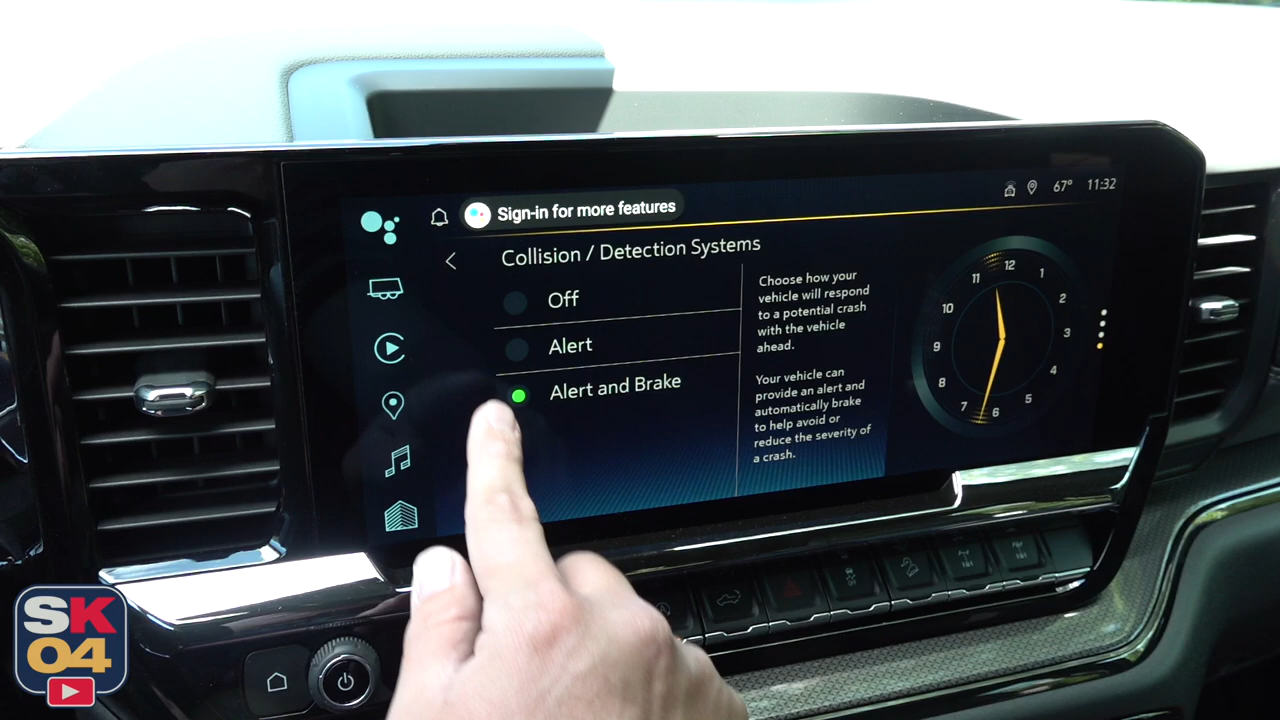 Sign-in for more features
67° 11:32
Collision / Detection Systems
Off
Alert
Alert and Brake
Choose how your
vehicle will respond
to a potential crash
with the vehicle
ahead.
Your vehicle can
provide an alert and
automatically brake
to help avoid or
reduce the severity of
a crash.
12
1
2
3
4
5
6
7
8
9
10
11
SK
04